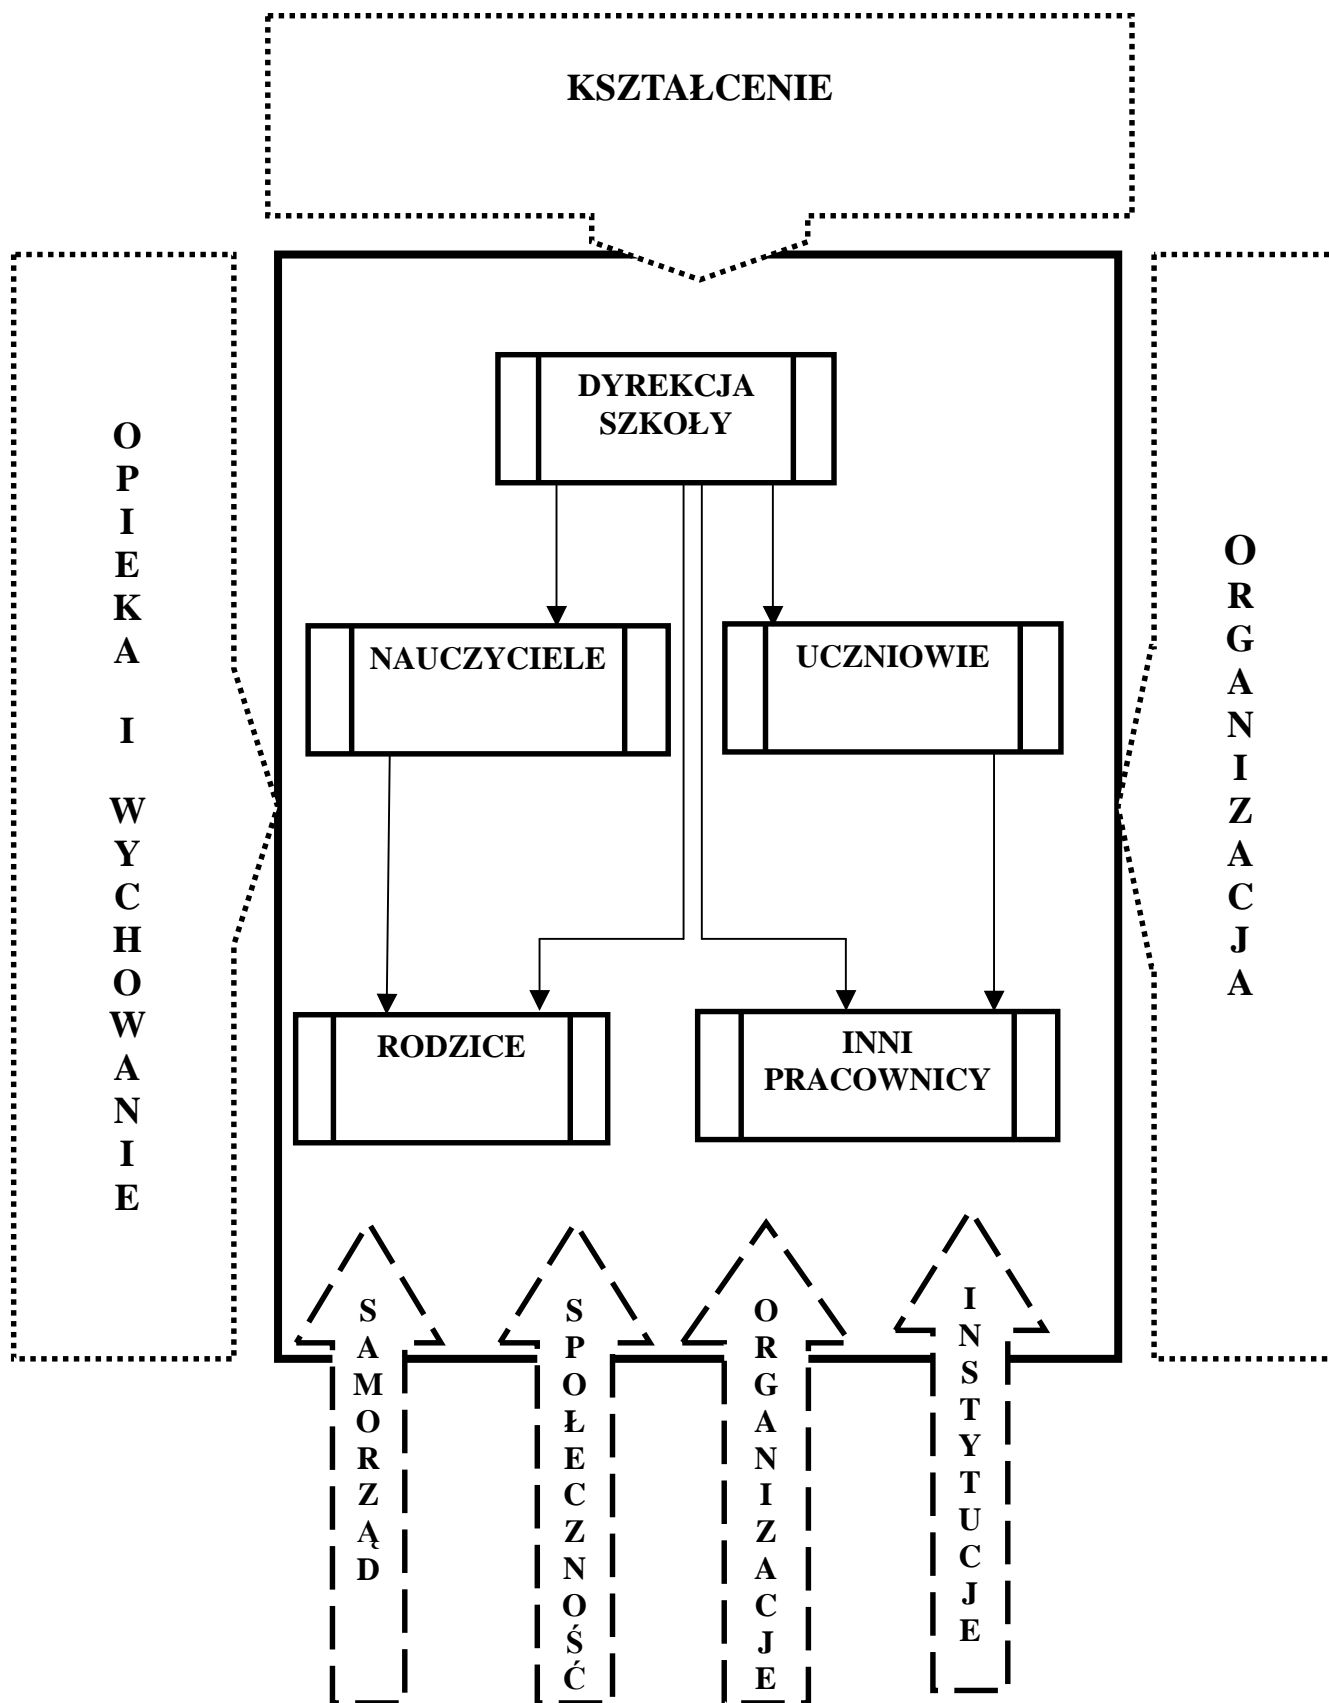 KSZTAŁCENIE
OPIEKA I WYCHOWANIE
DYREKCJA
SZKOŁY
NAUCZYCIELE
UCZNIOWIE
RODZICE
INNI
PRACOWNICY
ORGANIZACJA
SAMORZĄD
SPOŁECZNOŚĆ
ORGANIZACJE
INSTYTUCJE